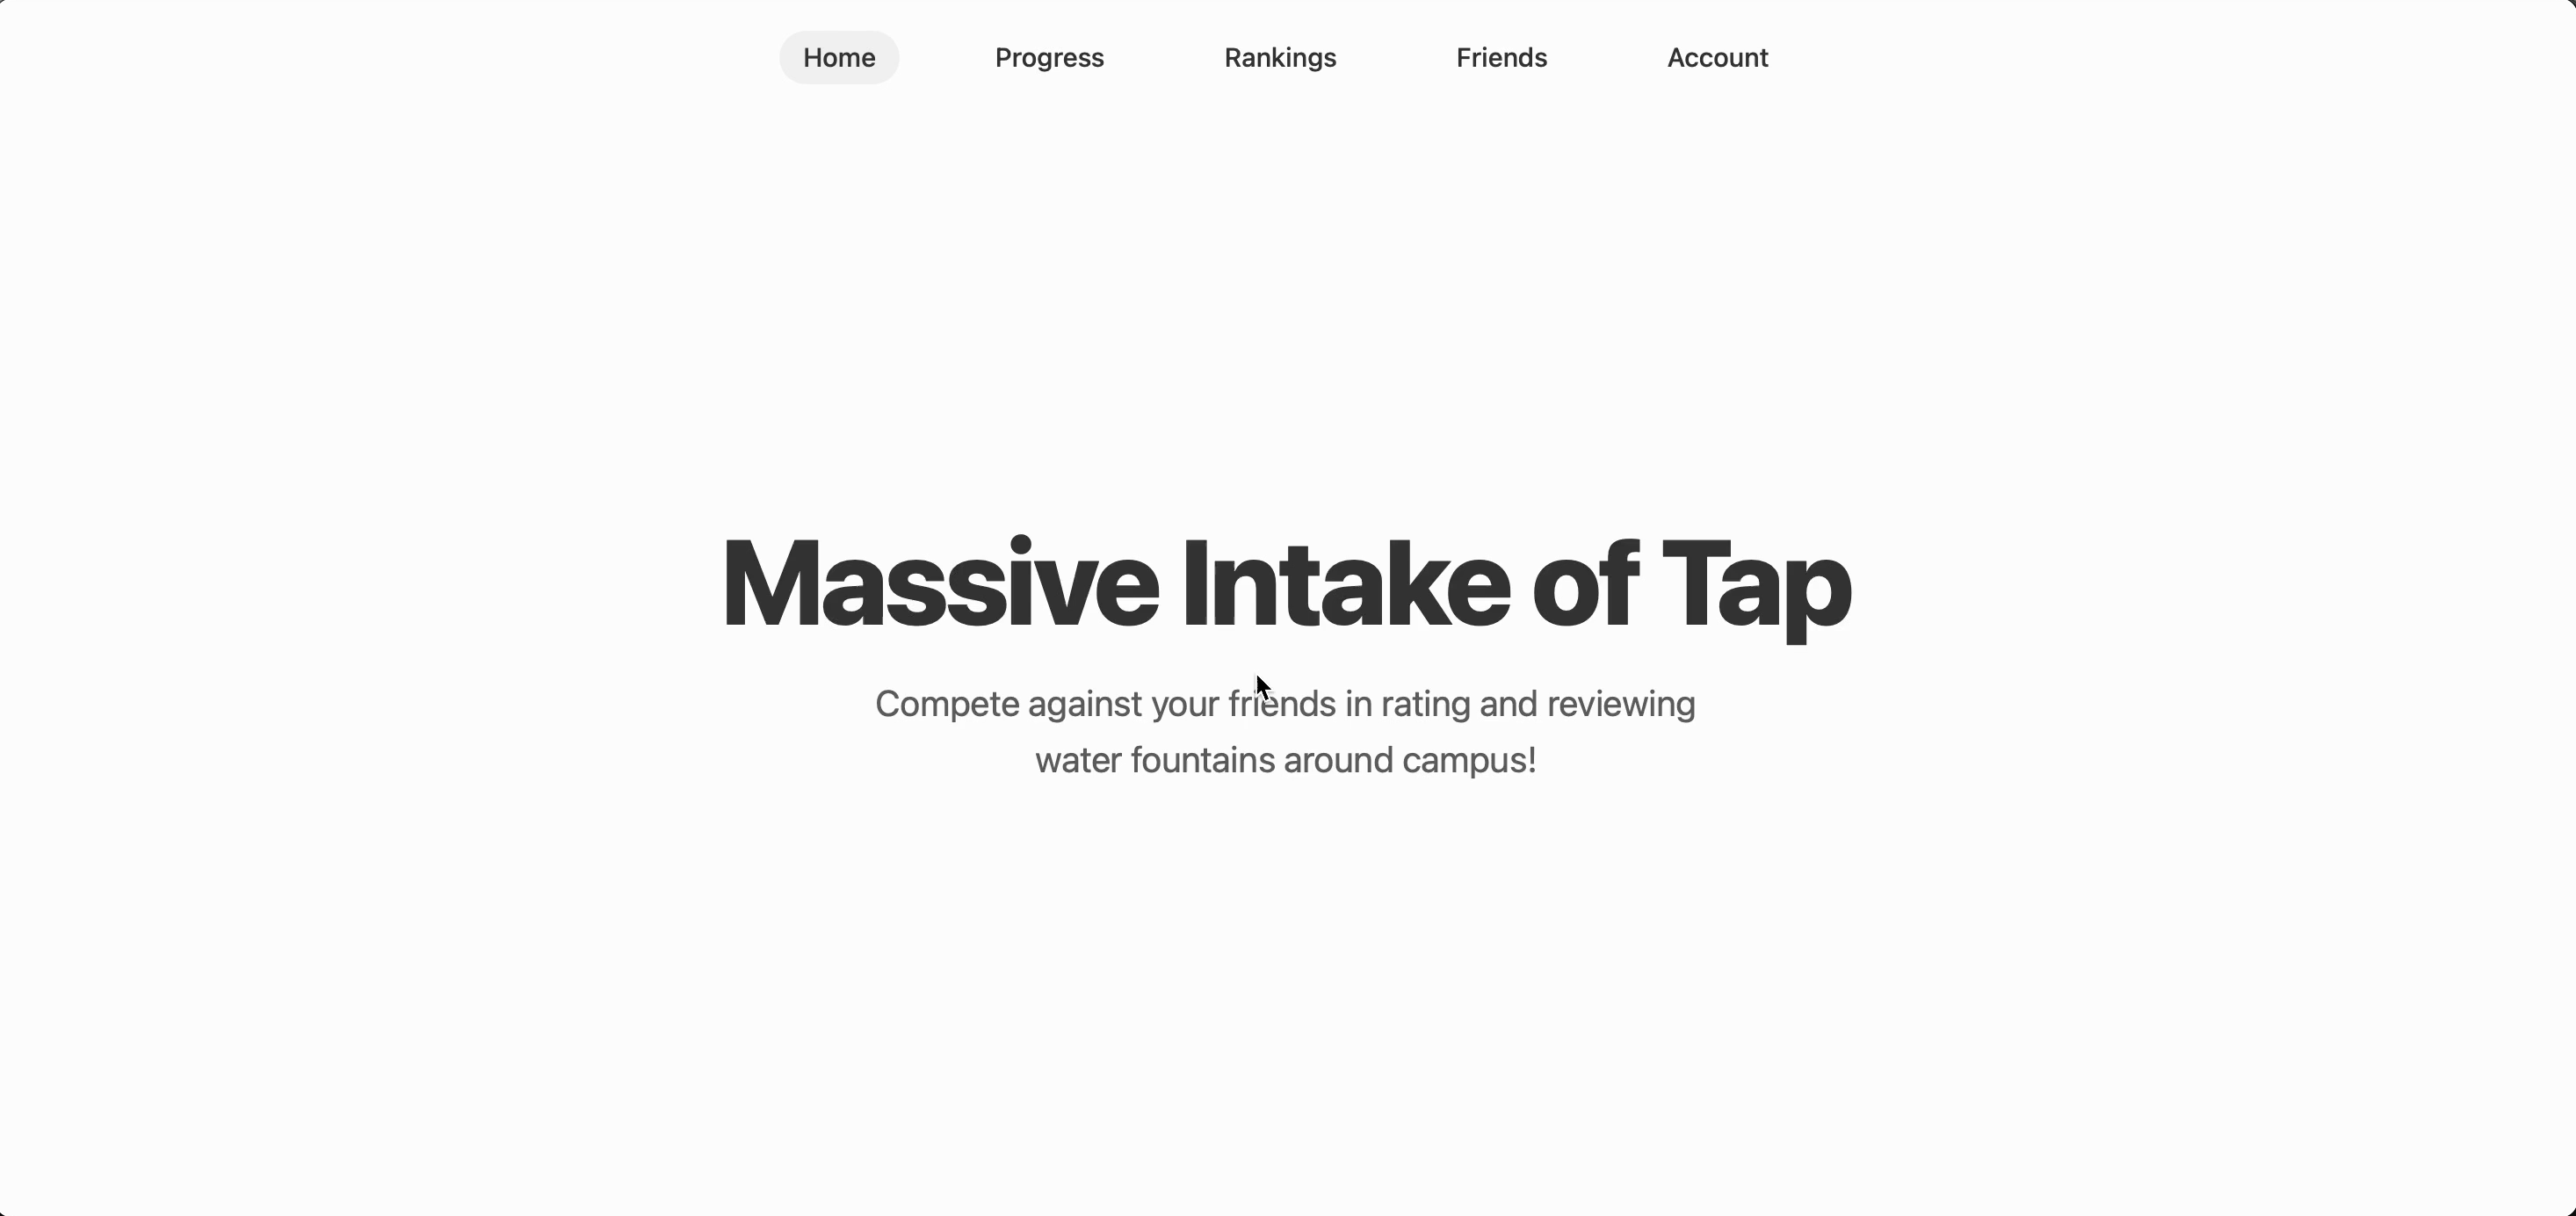 Home Progress Rankings Friends Account
Massive Intake of Tap
Compete against your friends in rating and reviewing
water fountains around campus!